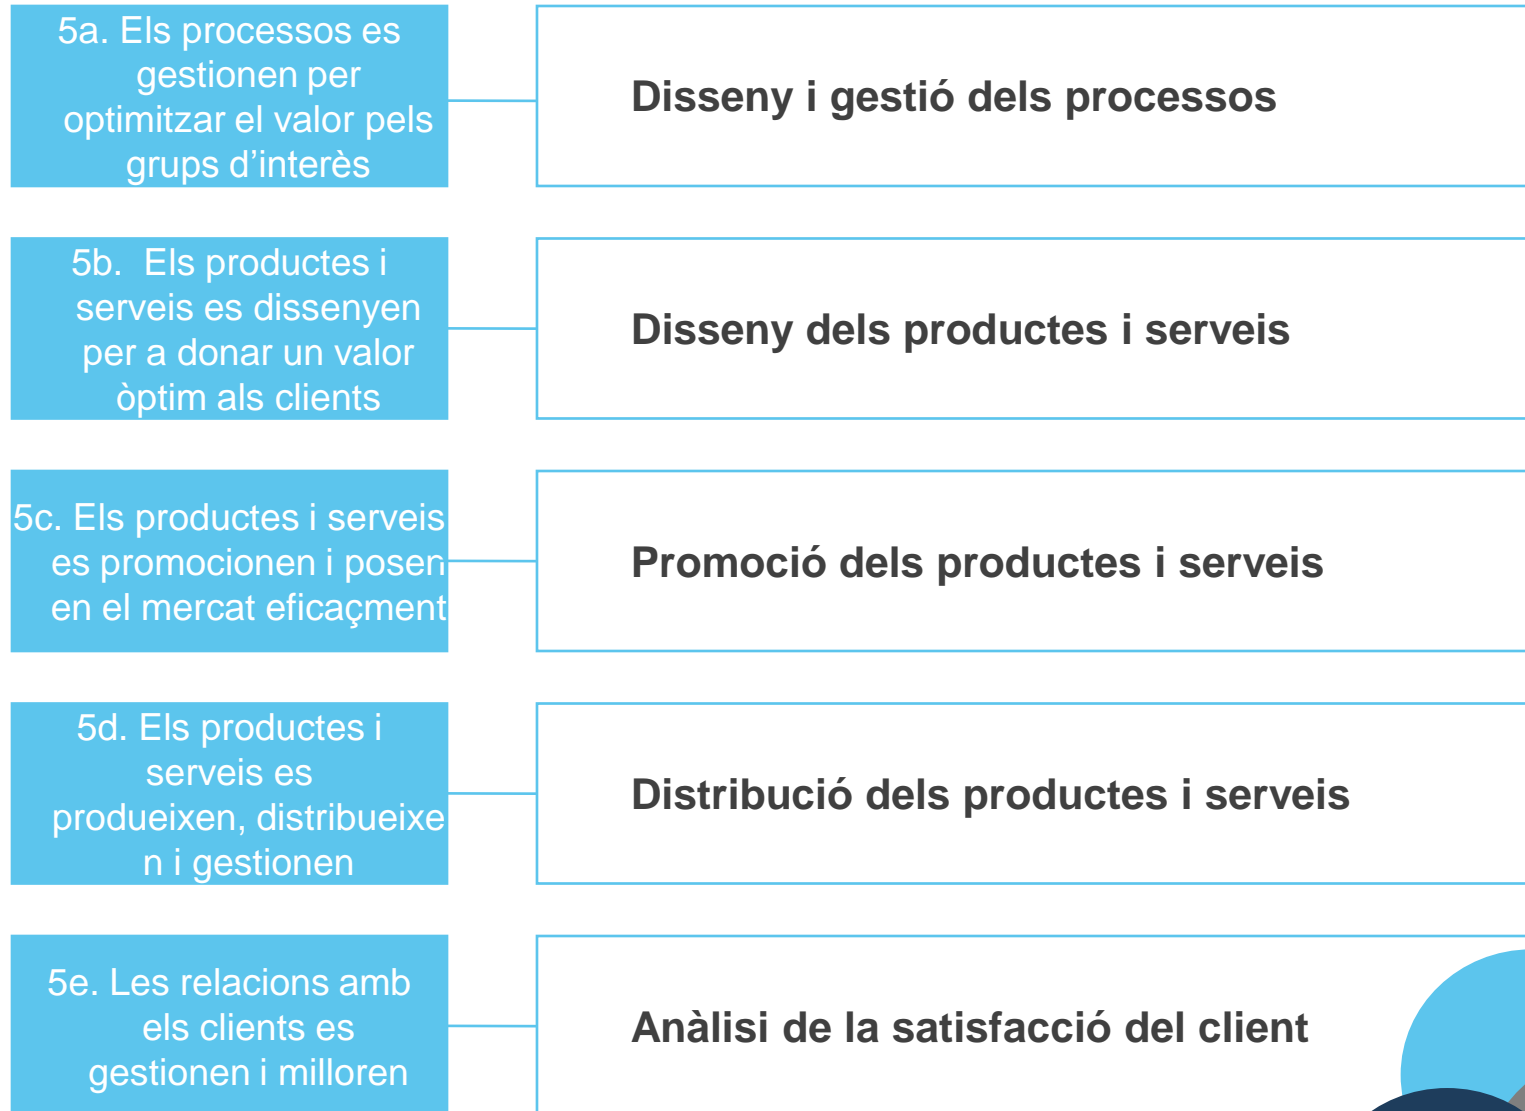 5a. Els processos es
gestionen per
optimitzar el valor pels
grups d’interès
Disseny i gestió dels processos
5b.  Els productes i
serveis es dissenyen
per a donar un valor
òptim als clients
Disseny dels productes i serveis
5c. Els productes i serveis
es promocionen i posen
en el mercat eficaçment
Promoció dels productes i serveis
5d. Els productes i
serveis es
produeixen, distribueixe
n i gestionen
Distribució dels productes i serveis
5e. Les relacions amb
els clients es
gestionen i milloren
Anàlisi de la satisfacció del client